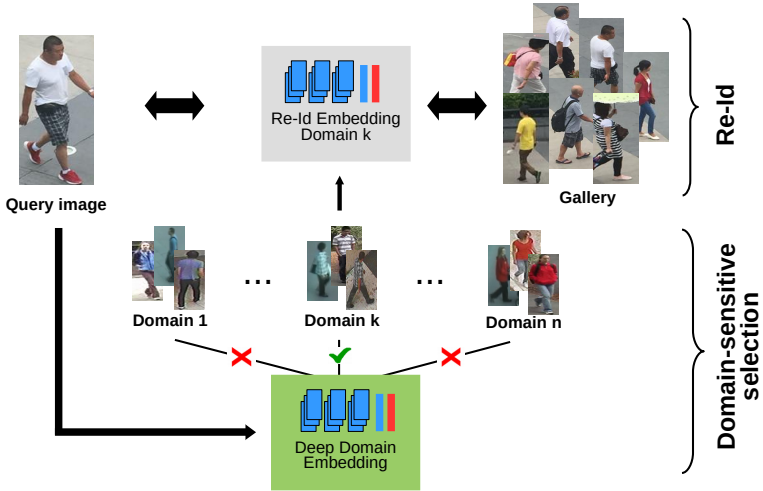 Re-Id Embedding
Domain k
Query image
Gallery
Re-Id
...
...
Domain 1
Domain k
Domain n
Deep Domain
Embedding
Domain-sensitive
selection